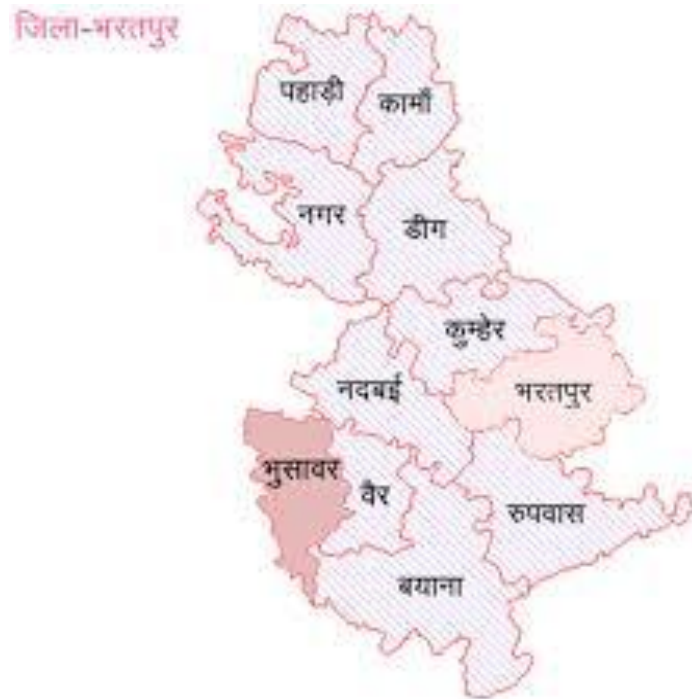 जिला-भरतपुर
पहाड़ी
कामाँ
नगर
डीग
कुम्हेर
नदबई
भरतपुर
भुसावर
वैर
रुपवास
बयाना